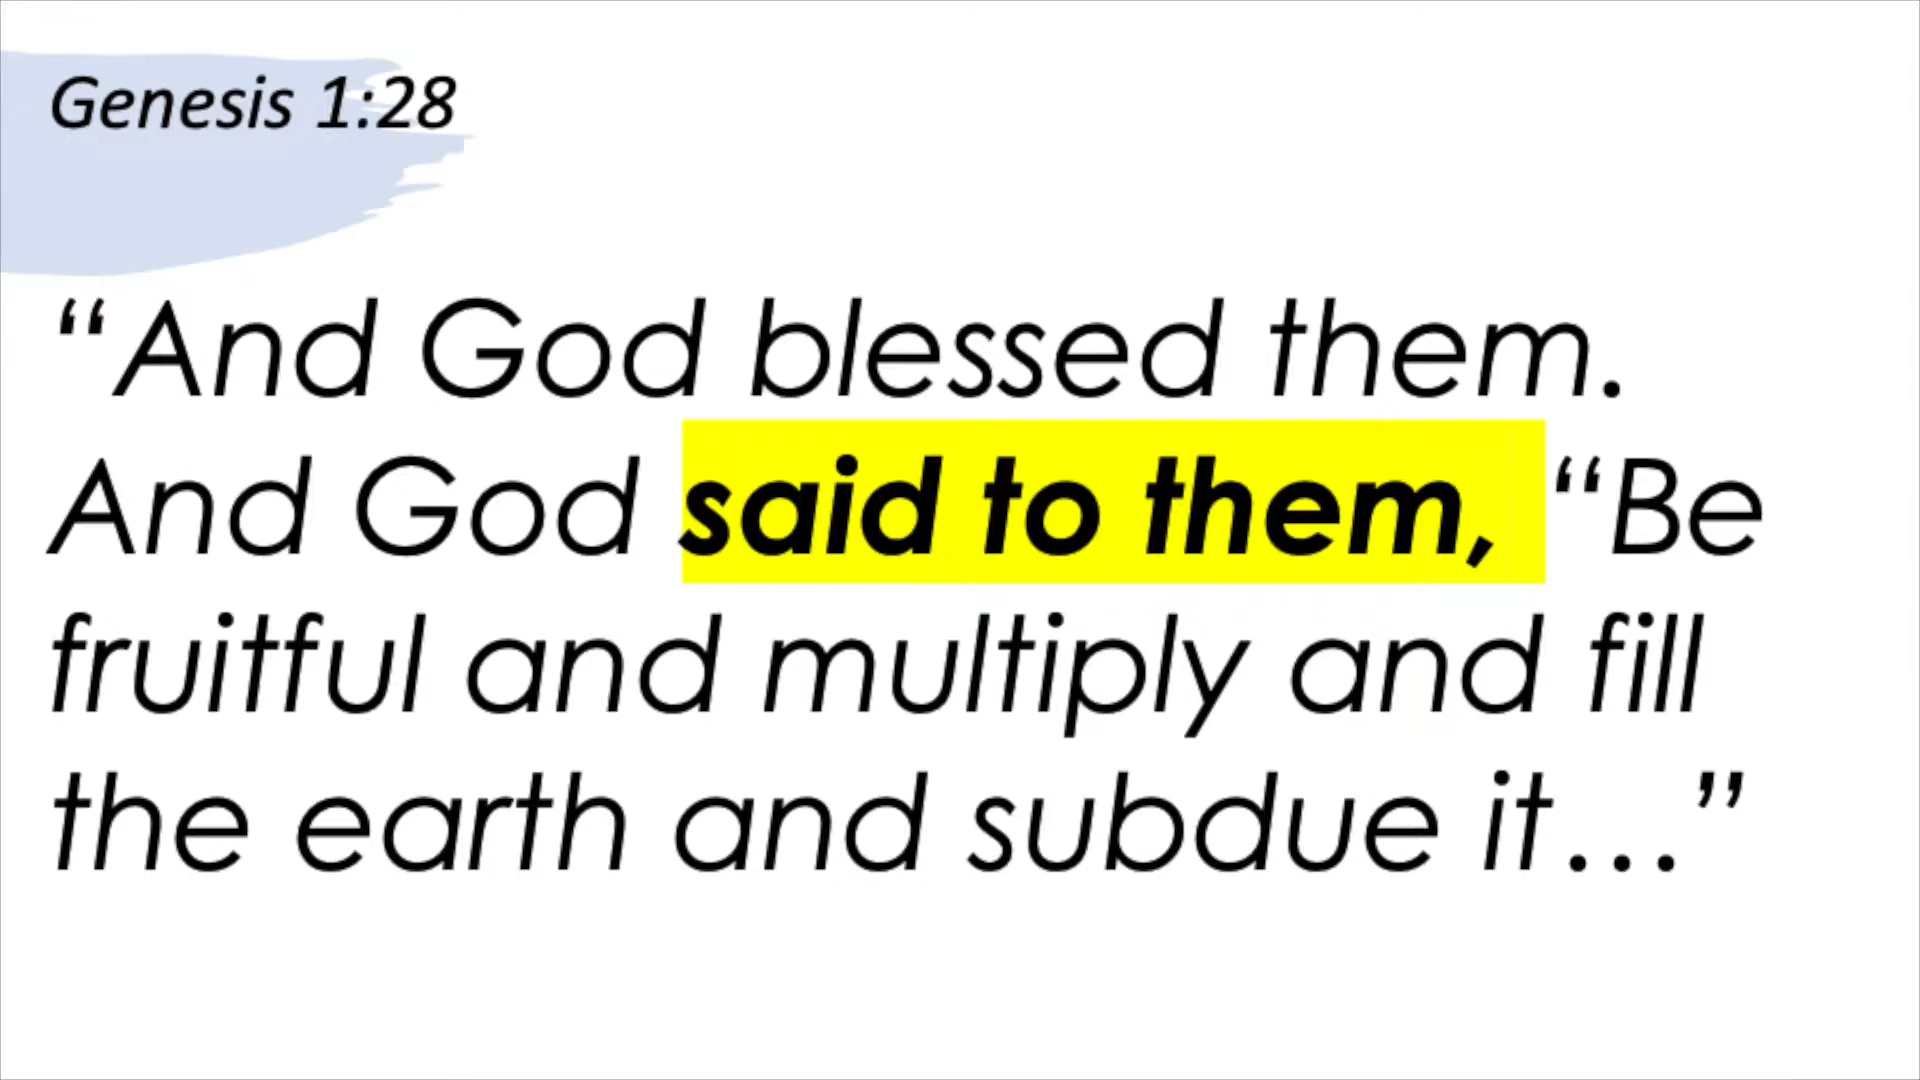 Genesis 1:28
“And God blessed them.
And God said to them, “Be
fruitful and multiply and fill
the earth and subdue it…”